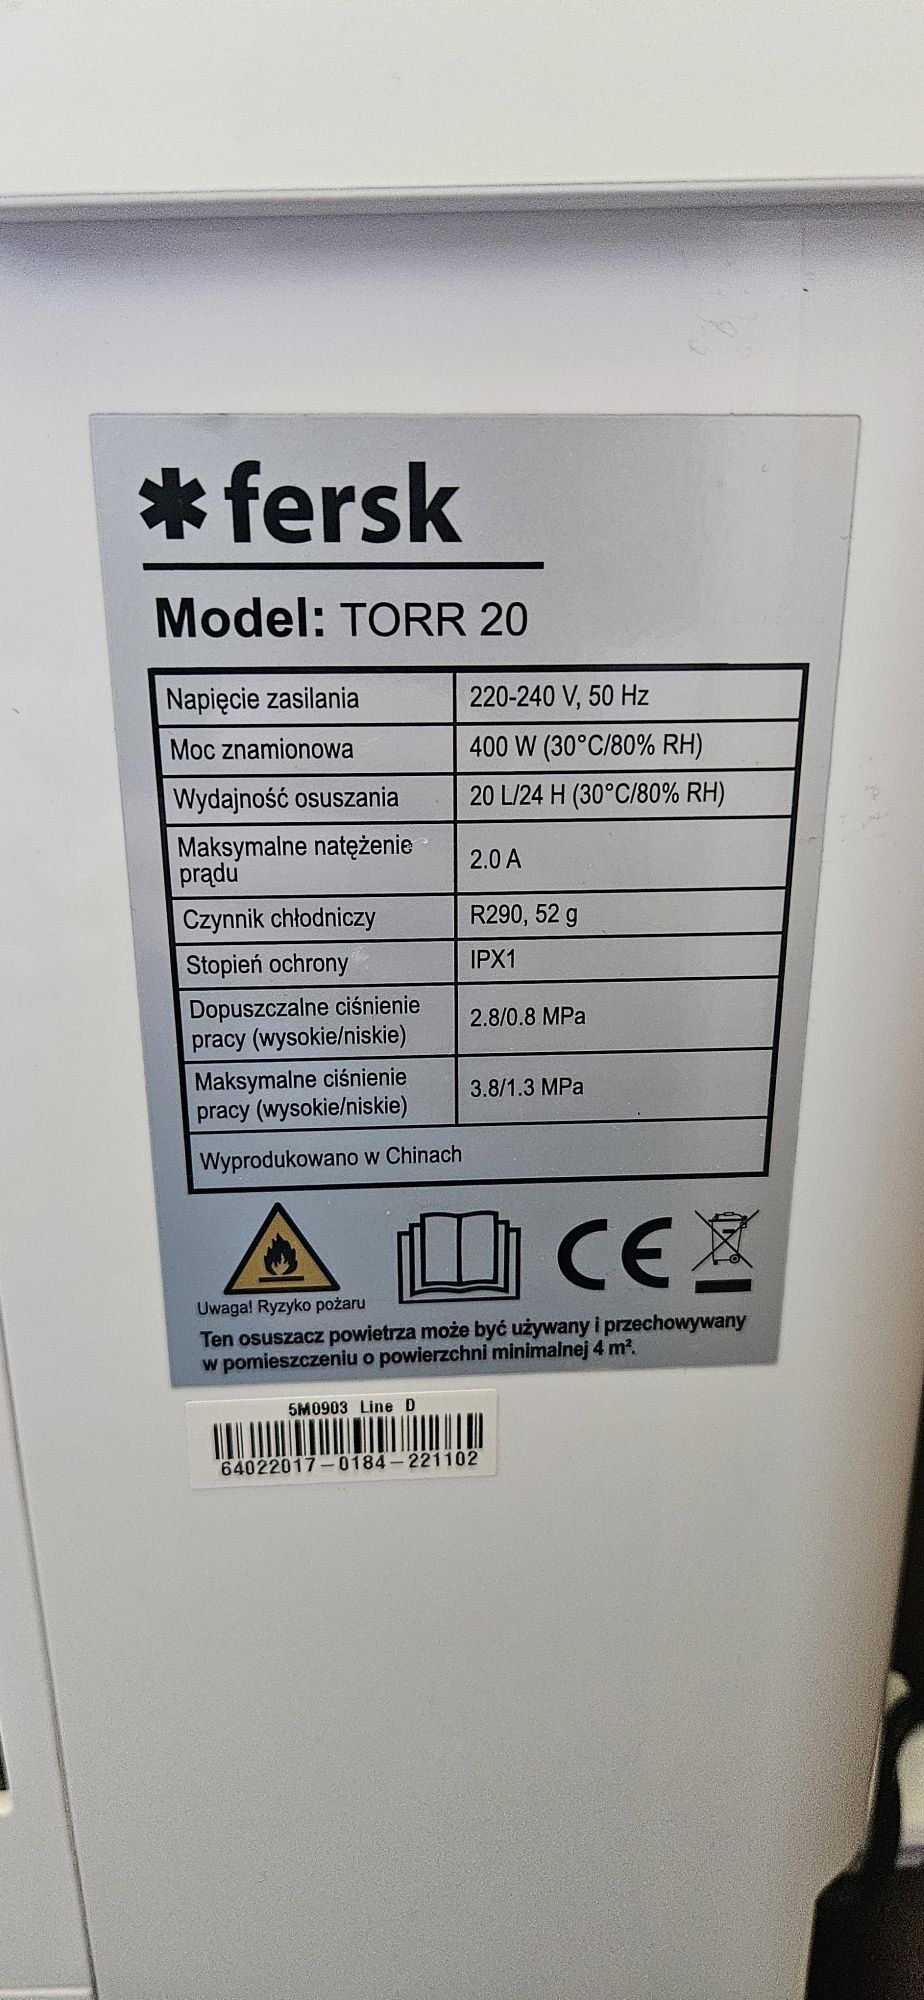 fersk
Model: TORR 20
Napięcie zasilania 220-240 V, 50 Hz
Moc znamionowa 400 W (30°C/80% RH)
Wydajność osuszania 20 L/24 H (30°C/80% RH)
Maksymalne natężenie
prądu 2.0 A
Czynnik chłodniczy R290, 52 g
Stopień ochrony IPX1
Dopuszczalne ciśnienie
pracy (wysokie/niskie) 2.8/0.8 MPa
Maksymalne ciśnienie
pracy (wysokie/niskie) 3.8/1.3 MPa
Wyprodukowano w Chinach
CE
Uwaga! Ryzyko pożaru
Ten osuszacz powietrza może być używany i przechowywany
w pomieszczeniu o powierzchni minimalnej 4 m².
5M0903 Line D
64022017-0184-221102